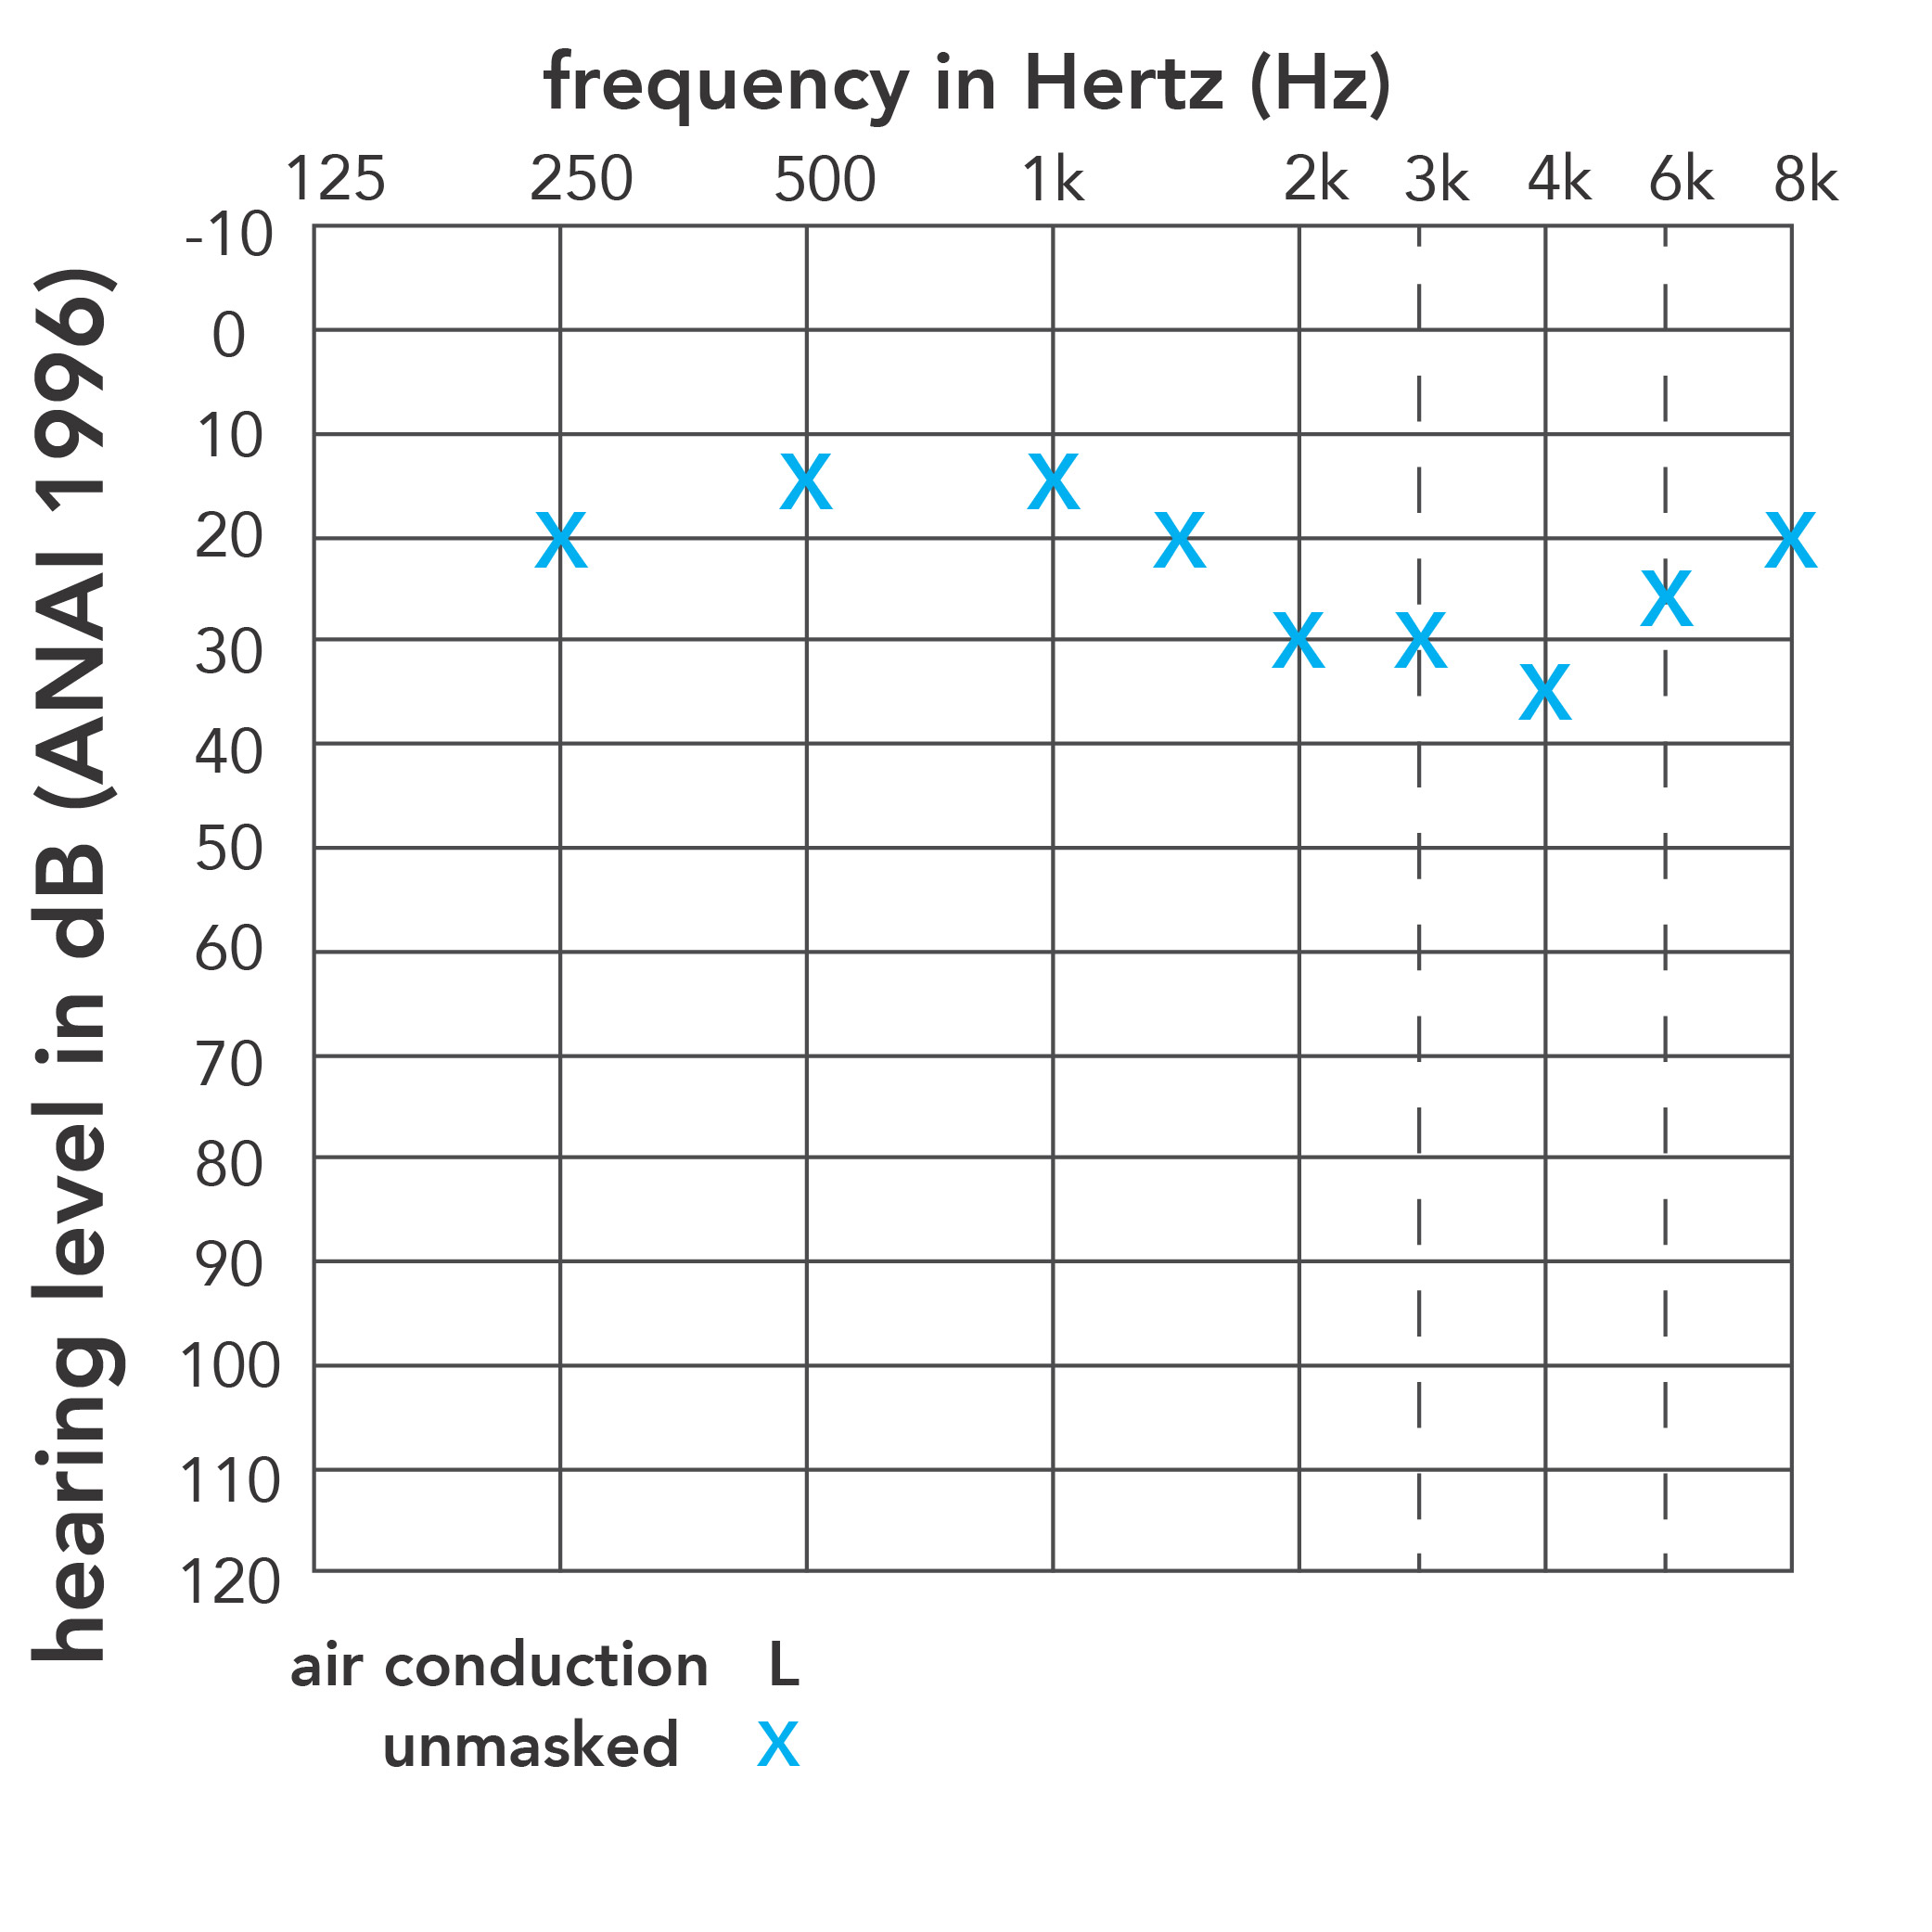 frequency in Hertz (Hz)
125 250 500 1k 2k 3k 4k 6k 8k
hearing level in dB (ANAI 1996)
-10
0
10
20
30
40
50
60
70
80
90
100
110
120
air conduction L
unmasked X